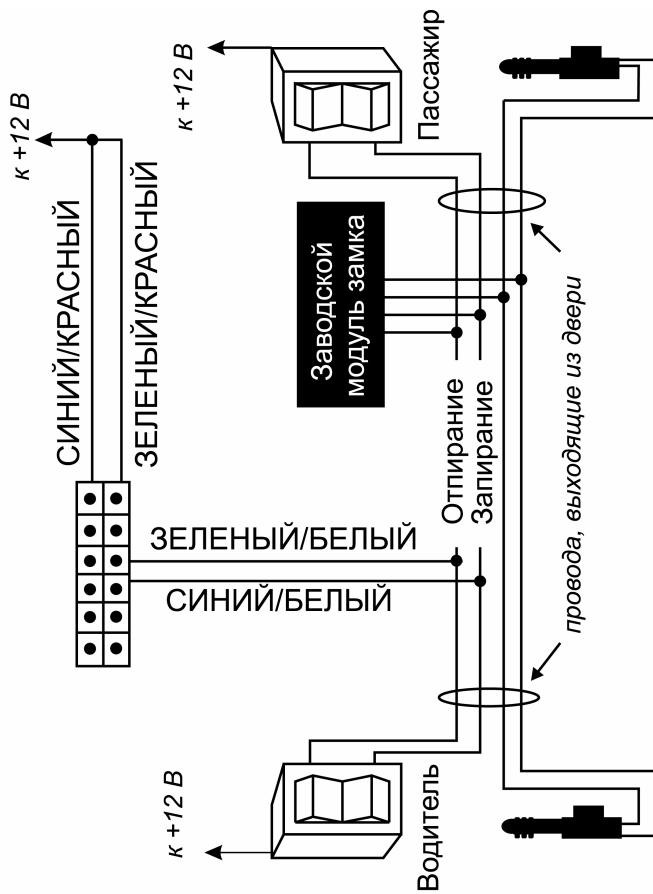 к +12 В
к +12 В
СИНИЙ/КРАСНЫЙ
ЗЕЛЕНЫЙ/КРАСНЫЙ
Пассажир
Заводской
модуль замка
ЗЕЛЕНЫЙ/БЕЛЫЙ
СИНИЙ/БЕЛЫЙ
Отпирание
Запирание
провода, выходящие из двери
к +12 В
Водитель